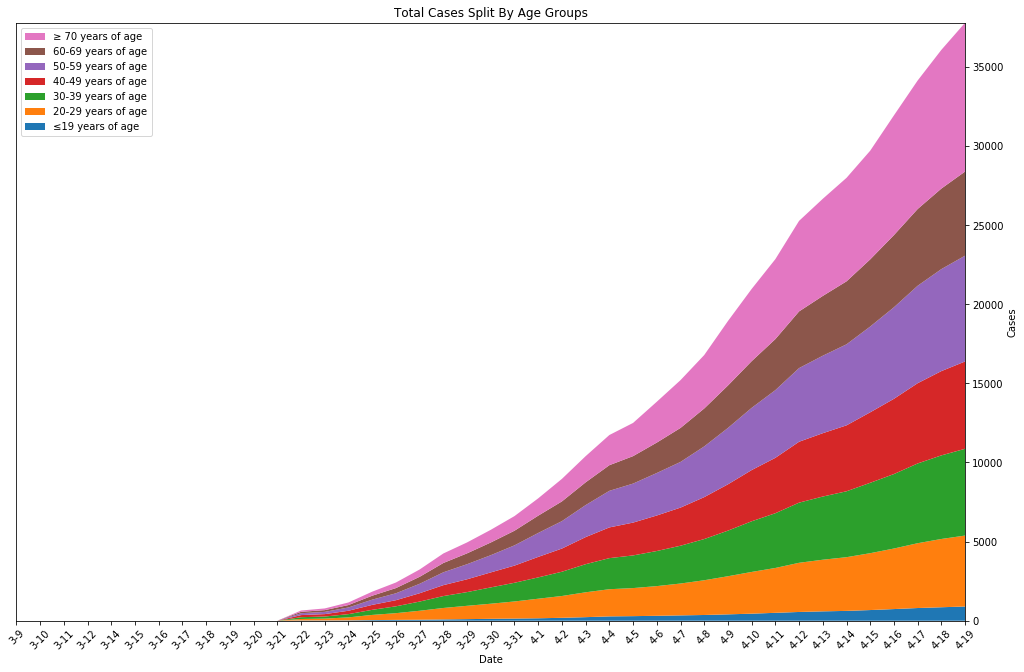 Total Cases Split By Age Groups
≥ 70 years of age
60-69 years of age
50-59 years of age
40-49 years of age
30-39 years of age
20-29 years of age
≤19 years of age
35000
30000
25000
20000
15000
10000
5000
0
Cases
3-9 3-10 3-11 3-12 3-12 3-14 3-15 3-16 3-17 3-18 3-19 3-20 3-21 3-22 3-23 3-24 3-25 3-26 3-27 3-28 3-29 3-30 3-31 4-1 4-2 4-3 4-4 4-5 4-6 4-7 4-8 4-9 4-10 4-11 4-12 4-13 4-14 4-15 4-16 4-17 4-18 4-19
Date